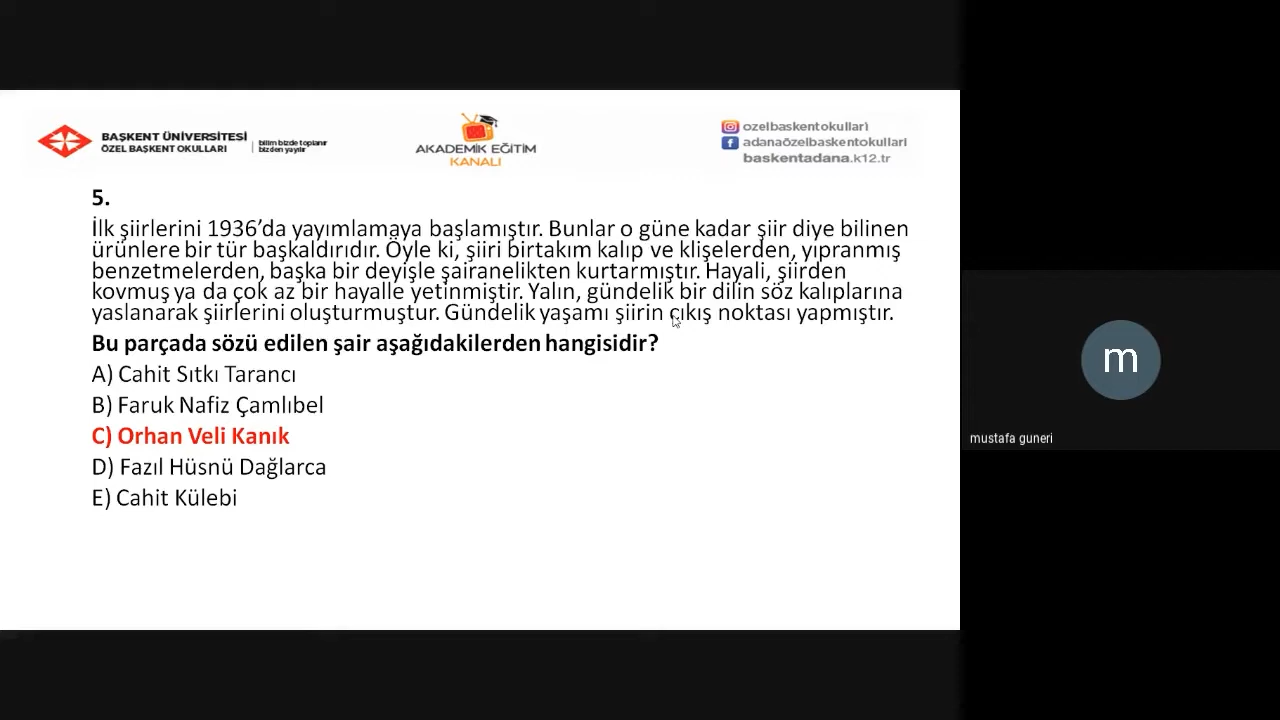 BAŞKENT ÜNİVERSİTESİ
ÖZEL BAŞKENT OKULLARI
bilim bizde toplanır
bizden yayılır
AKADEMİK EĞİTİM
KANALI
ozelbaskentokullari
adanaözelbaskentokullari
baskentadana.k12.tr
5.
İlk şiirlerini 1936’da yayımlamaya başlamıştır. Bunlar o güne kadar şiir diye bilinen
ürünlere bir tür başkaldırıdır. Öyle ki, şiiri birtakım kalıp ve klişelerden, yıpranmış
benzetmelerden, başka bir deyişle şairanelikten kurtarmıştır. Hayali, şiirden
kovmuş ya da çok az bir hayalle yetinmiştir. Yalın, gündelik bir dilin söz kalıplarına
yaslanarak şiirlerini oluşturmuştur. Gündelik yaşamı şiirin çıkış noktası yapmıştır.
Bu parçada sözü edilen şair aşağıdakilerden hangisidir?
A) Cahit Sıtkı Tarancı
B) Faruk Nafiz Çamlıbel
C) Orhan Veli Kanık
D) Fazıl Hüsnü Dağlarca
E) Cahit Külebi
m
mustafa guneri